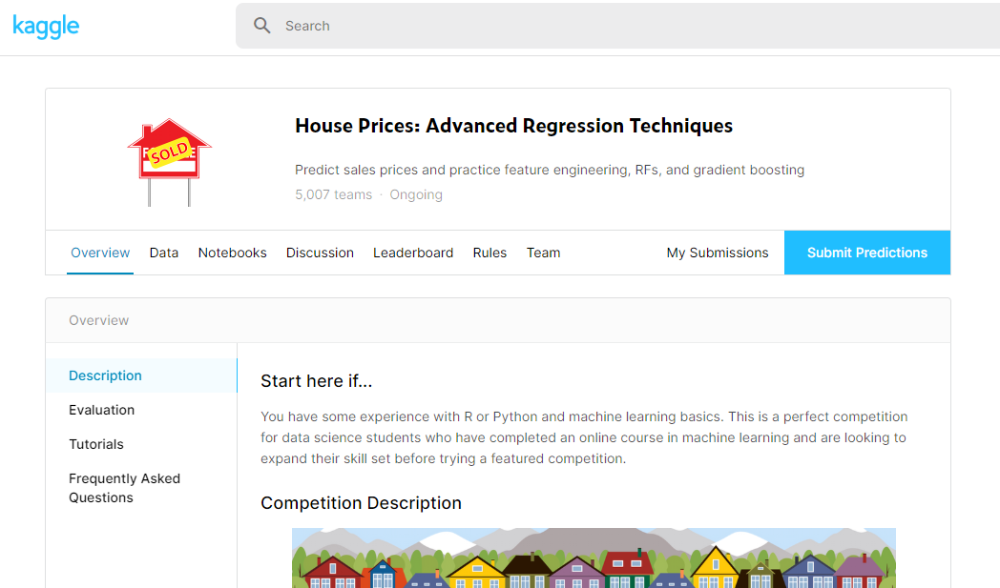 kaggle
Search
House Prices: Advanced Regression Techniques
SOLD
Predict sales prices and practice feature engineering, RFs, and gradient boosting
5,007 teams · Ongoing
Overview Data Notebooks Discussion Leaderboard Rules Team My Submissions Submit Predictions
Overview
Description
Evaluation
Tutorials
Frequently Asked
Questions
Start here if...
You have some experience with R or Python and machine learning basics. This is a perfect competition
for data science students who have completed an online course in machine learning and are looking to
expand their skill set before trying a featured competition.
Competition Description